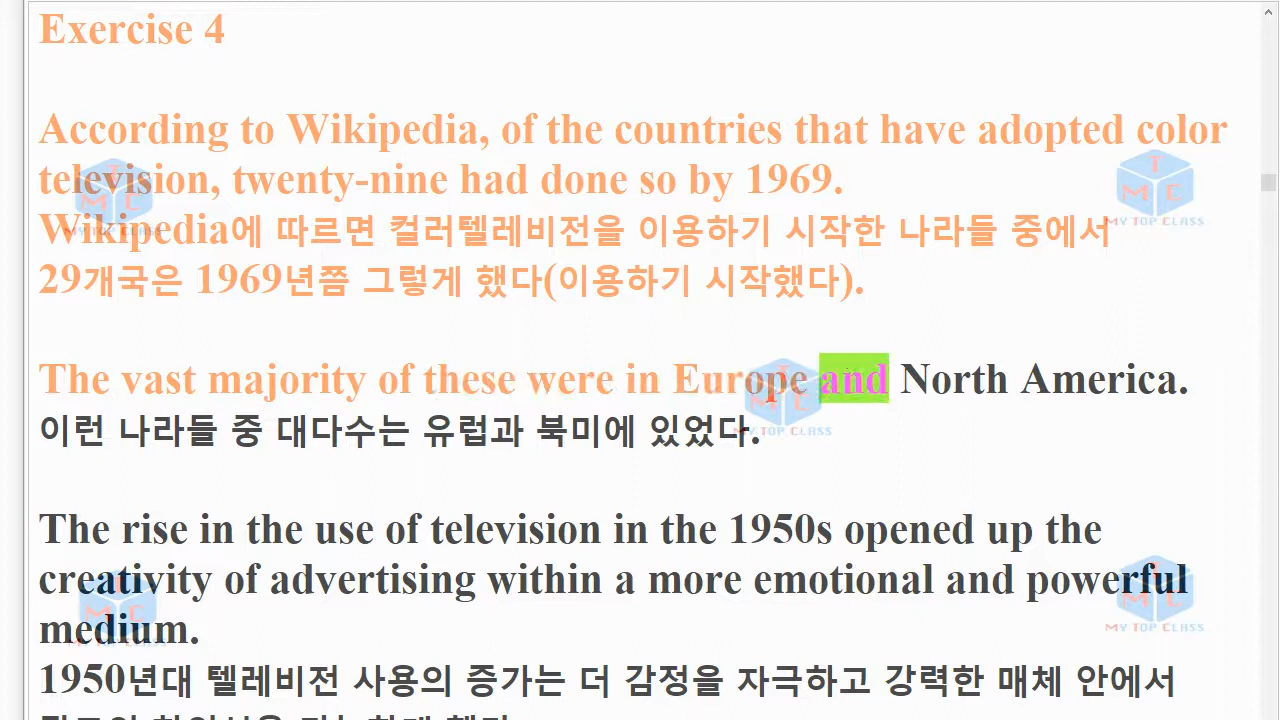 Exercise 4
According to Wikipedia, of the countries that have adopted color
television, twenty-nine had done so by 1969.
Wikipedia에 따르면 컬러텔레비전을 이용하기 시작한 나라들 중에서
29개국은 1969년쯤 그렇게 했다(이용하기 시작했다).
The vast majority of these were in Europe and North America.
이런 나라들 중 대다수는 유럽과 북미에 있었다.
The rise in the use of television in the 1950s opened up the
creativity of advertising within a more emotional and powerful
medium.
1950년대 텔레비전 사용의 증가는 더 감정을 자극하고 강력한 매체 안에서
TMC
MY TOP CLASS
TMC
MY TOP CLASS
TMC
MY TOP CLASS
TMC
MY TOP CLASS
TMC
MY TOP CLASS